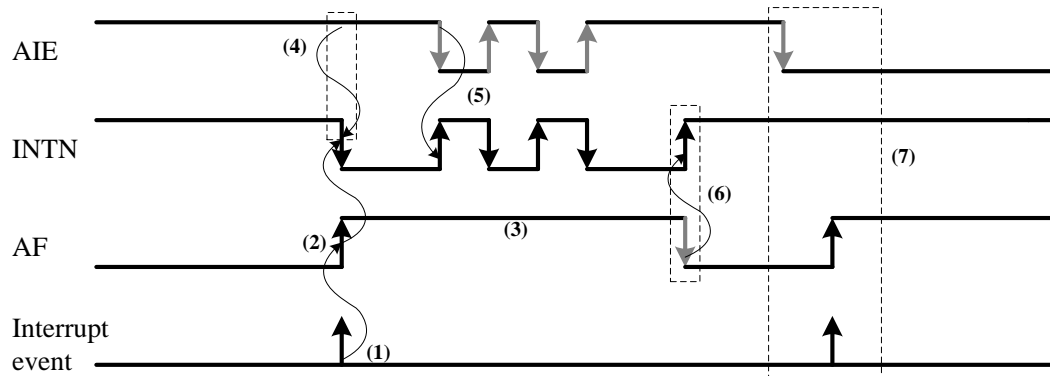 AIE
(4)
(5)
INTN
(7)
(6)
AF
(2)
(3)
Interrupt
event
(1)